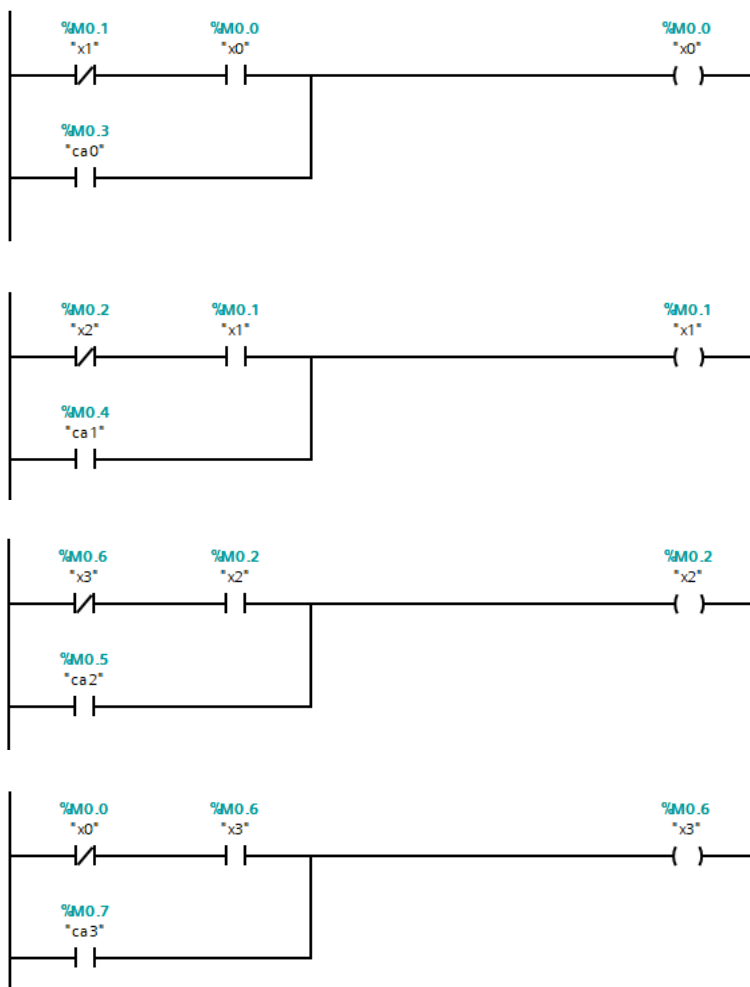 %M0.1 %M0.0 %M0.0
"x1" "x0" "x0"
%M0.3
"ca0"
%M0.2 %M0.1 %M0.1
"x2" "x1" "x1"
%M0.4
"ca1"
%M0.6 %M0.2 %M0.2
"x3" "x2" "x2"
%M0.5
"ca2"
%M0.0 %M0.6 %M0.6
"x0" "x3" "x3"
%M0.7
"ca3"